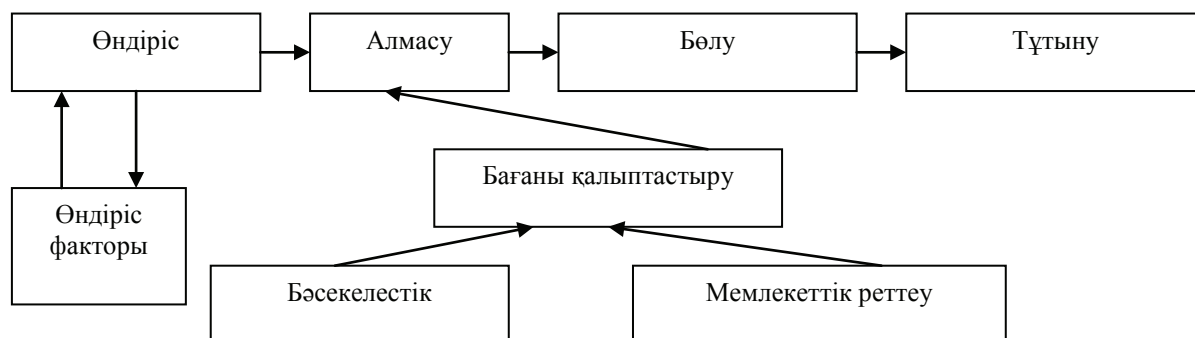 Өндіріс
Алмасу
Бөлу
Тұтыну
Бағаны қалыптастыру
Өндіріс
факторы
Бәсекелестік
Мемлекеттік реттеу